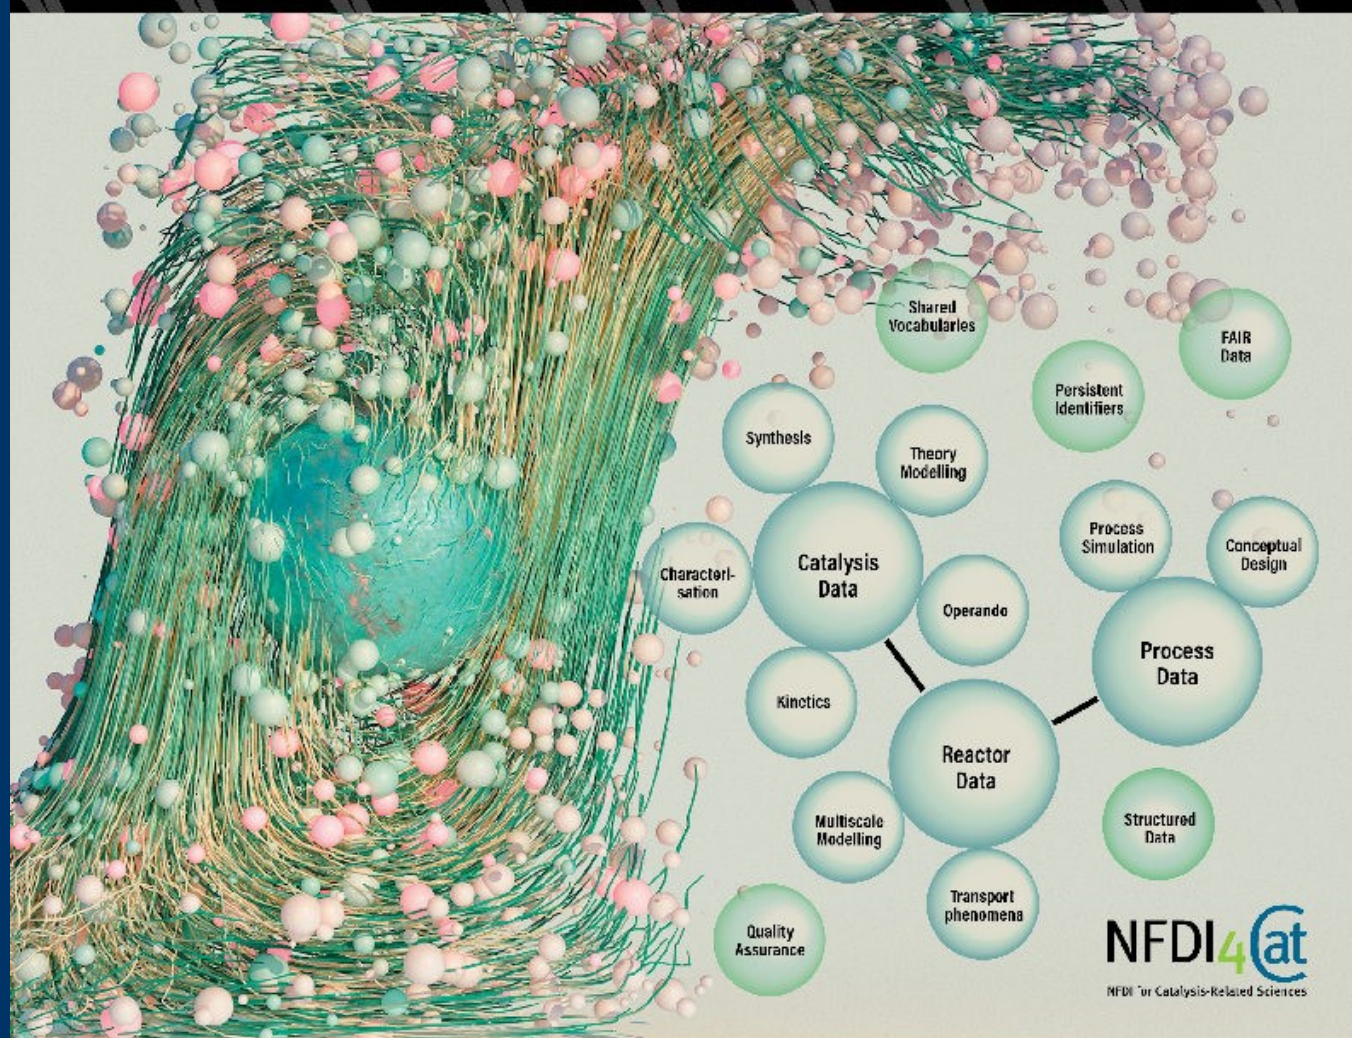 Shared
Vocabularies
FAIR
Data
Persistent
Identifiers
Synthesis
Theory
Modelling
Process
Simulation
Conceptual
Design
Characteri-
sation
Catalysis
Data
Operando
Process
Data
Kinetics
Reactor
Data
Multiscale
Modelling
Structured
Data
Transport
phenomena
Quality
Assurance
NFDI4Cat
NFDI for Catalysis-Related Sciences